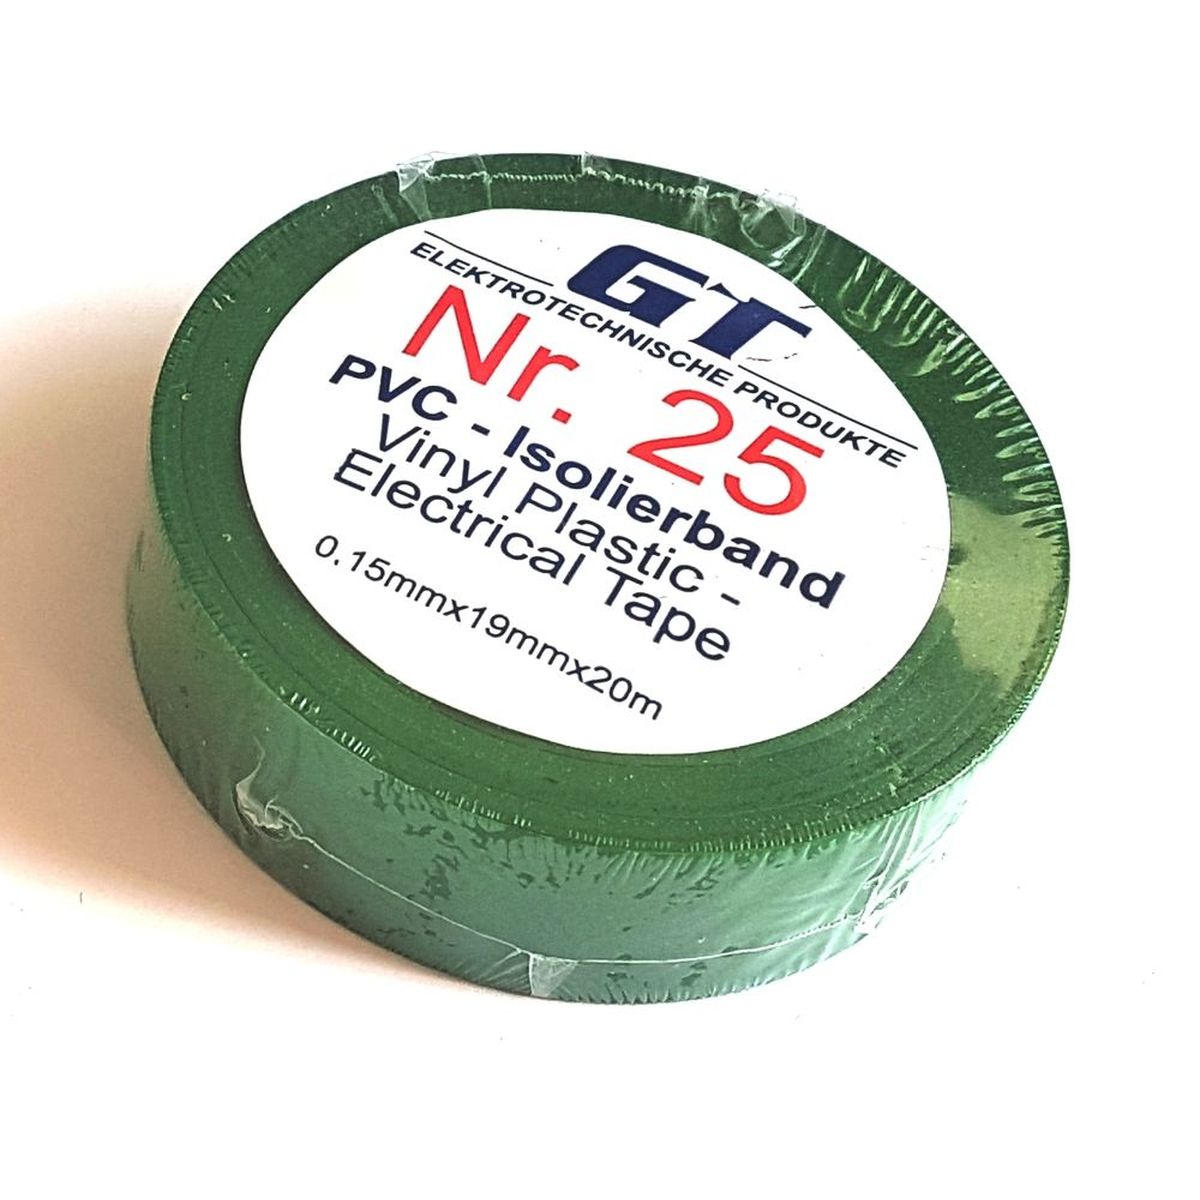 GT
ELEKTROTECHNISCHE PRODUKTE
Nr. 25
PVC - Isolierband
Vinyl Plastic -
Electrical Tape
0,15mmx19mmx20m